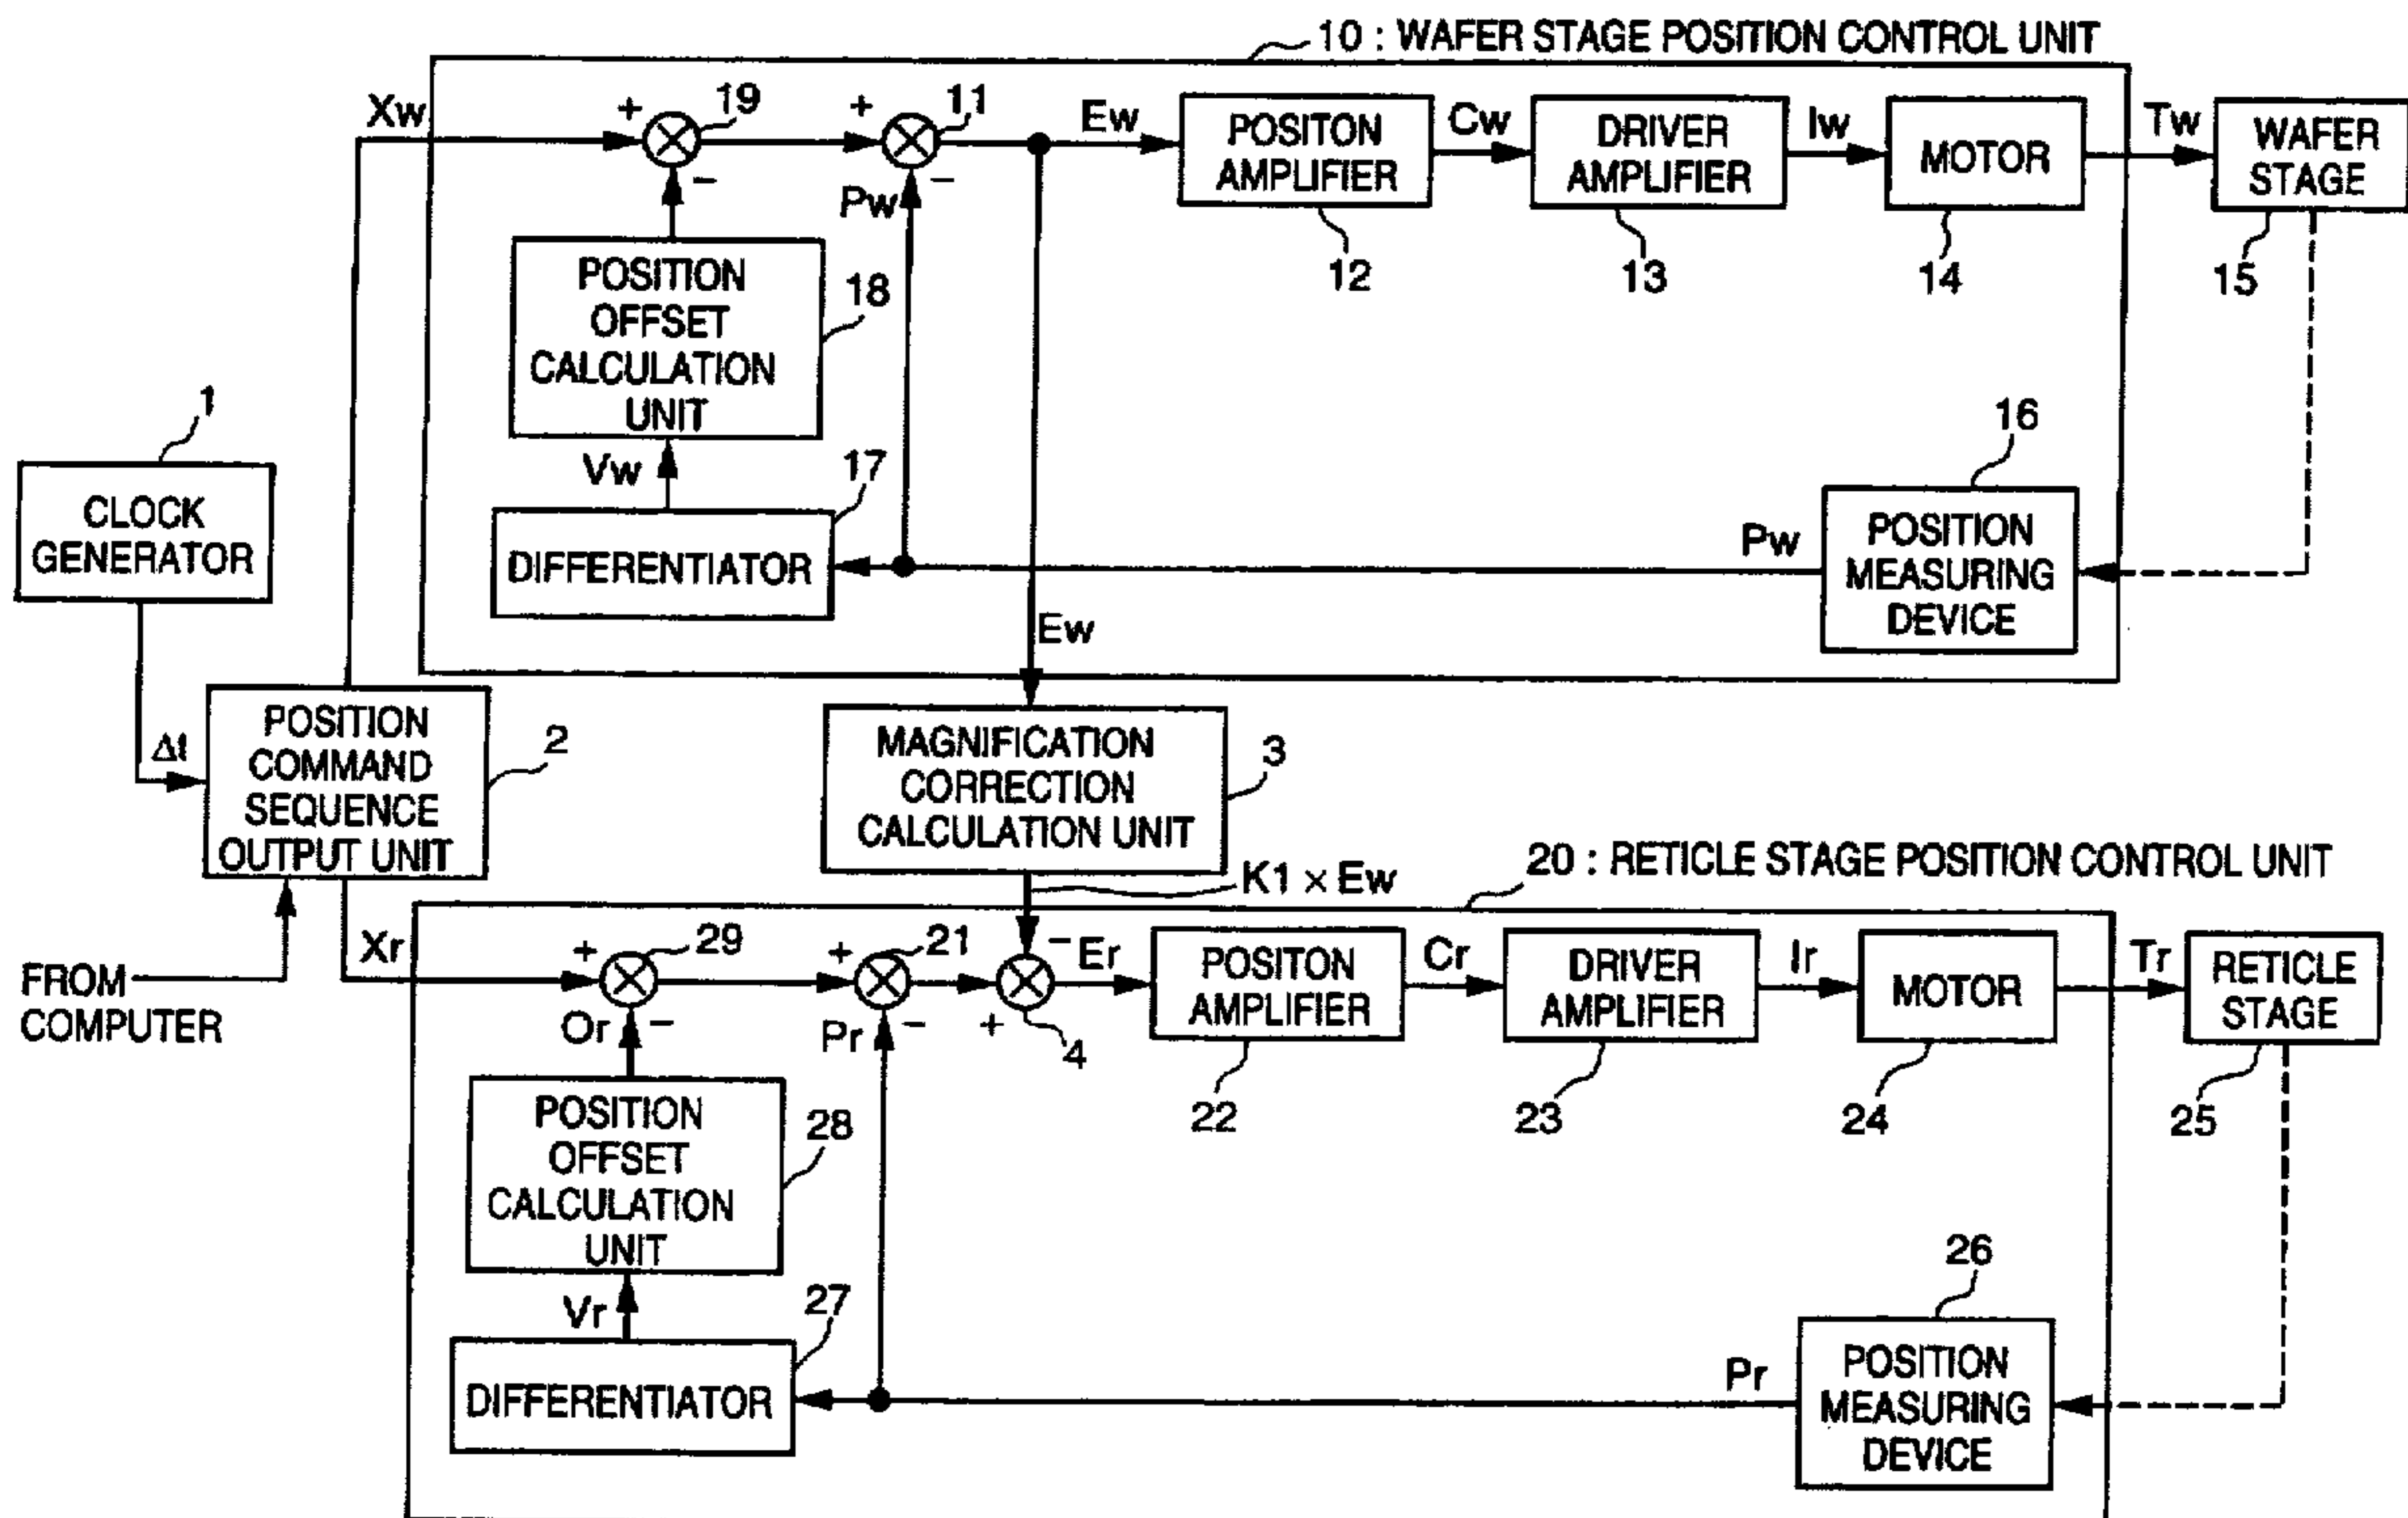 10 : WAFER STAGE POSITION CONTROL UNIT
Xw
+
19
-
+
11
Pw
-
Ew
POSITON
AMPLIFIER
12
Cw
DRIVER
AMPLIFIER
13
Iw
MOTOR
14
Tw
WAFER
STAGE
15
POSITION
OFFSET
CALCULATION
UNIT
18
Vw
DIFFERENTIATOR
17
Pw
POSITION
MEASURING
DEVICE
16
Ew
1
CLOCK
GENERATOR
Δt
POSITION
COMMAND
SEQUENCE
OUTPUT UNIT
2
FROM
COMPUTER
MAGNIFICATION
CORRECTION
CALCULATION UNIT
3
K1 × Ew
20 : RETICLE STAGE POSITION CONTROL UNIT
Xr
+
29
Or
-
+
21
Pr
-
-
+
4
Er
POSITON
AMPLIFIER
22
Cr
DRIVER
AMPLIFIER
23
Ir
MOTOR
24
Tr
RETICLE
STAGE
25
POSITION
OFFSET
CALCULATION
UNIT
28
Vr
DIFFERENTIATOR
27
Pr
POSITION
MEASURING
DEVICE
26